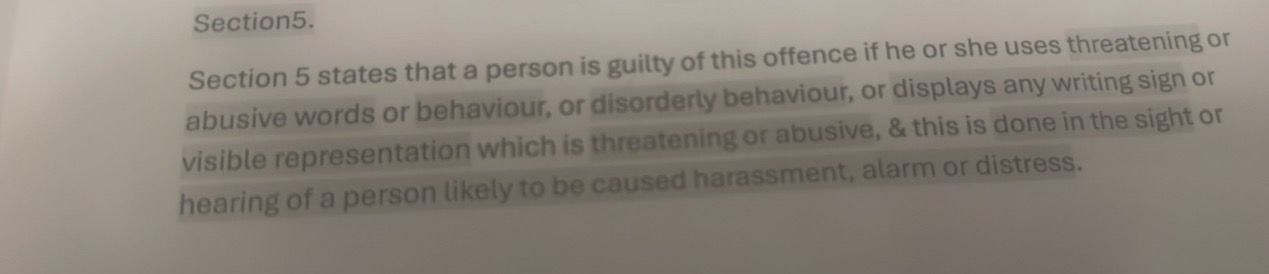 Section5.
Section 5 states that a person is guilty of this offence if he or she uses threatening or
abusive words or behaviour, or disorderly behaviour, or displays any writing sign or
visible representation which is threatening or abusive, & this is done in the sight or
hearing of a person likely to be caused harassment, alarm or distress.